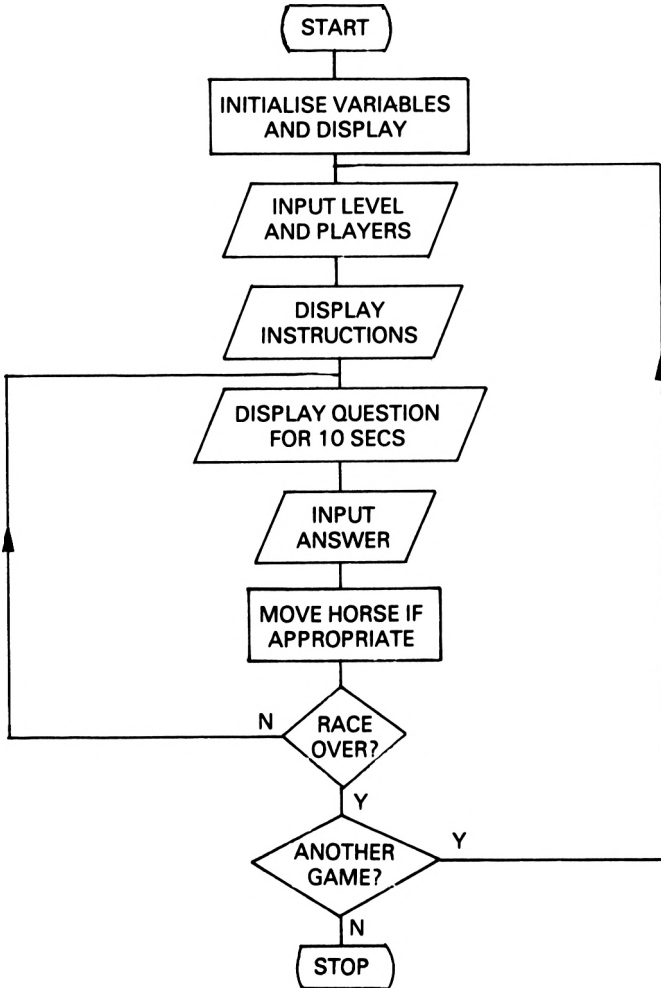 START
INITIALISE VARIABLES
AND DISPLAY
INPUT LEVEL
AND PLAYERS
DISPLAY
INSTRUCTIONS
DISPLAY QUESTION
FOR 10 SECS
INPUT
ANSWER
MOVE HORSE IF
APPROPRIATE
N
RACE
OVER?
Y
ANOTHER
GAME?
Y
N
STOP